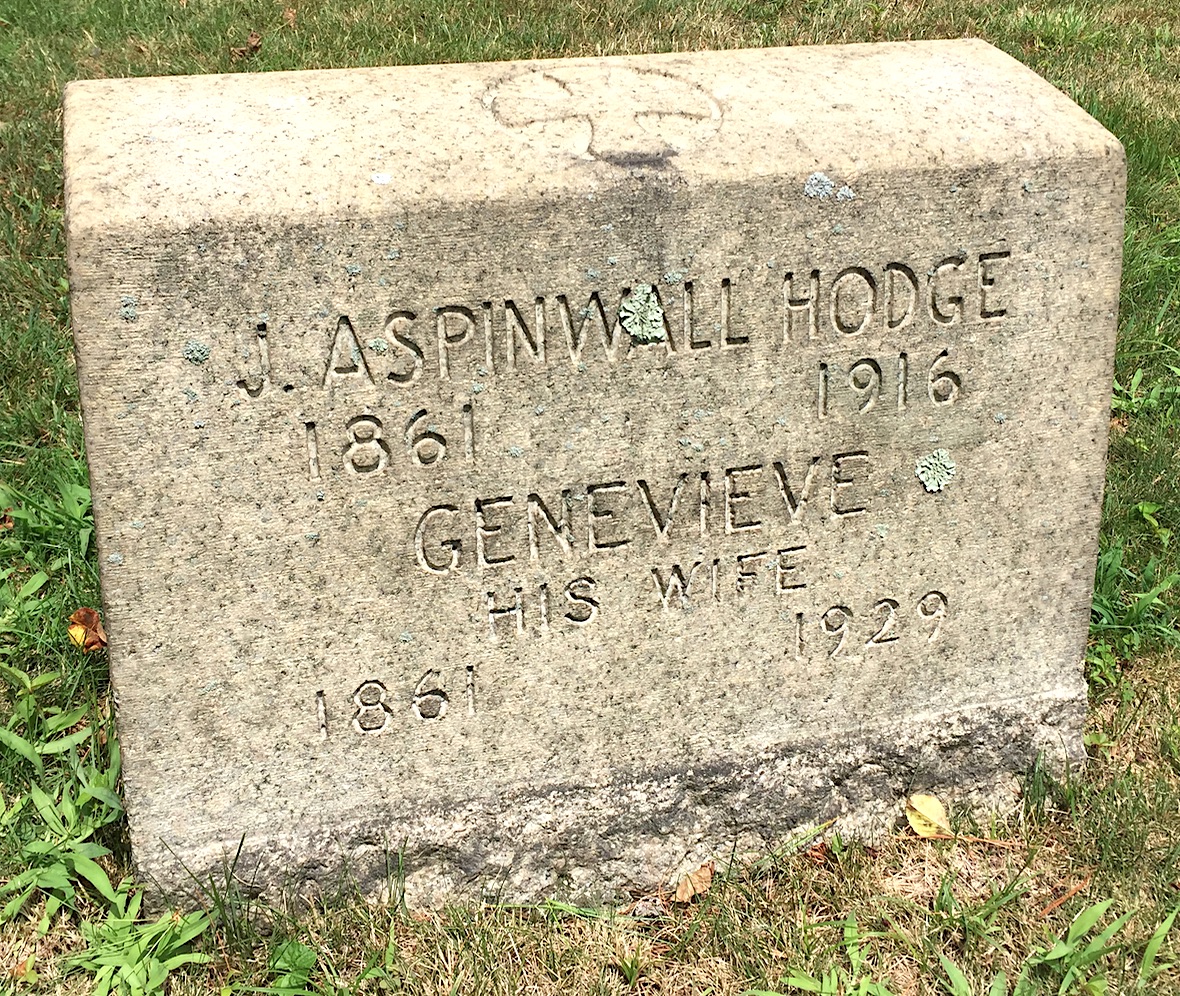 J. ASPINWALL HODGE
1861 1916
GENEVIEVE
HIS WIFE
1861 1929